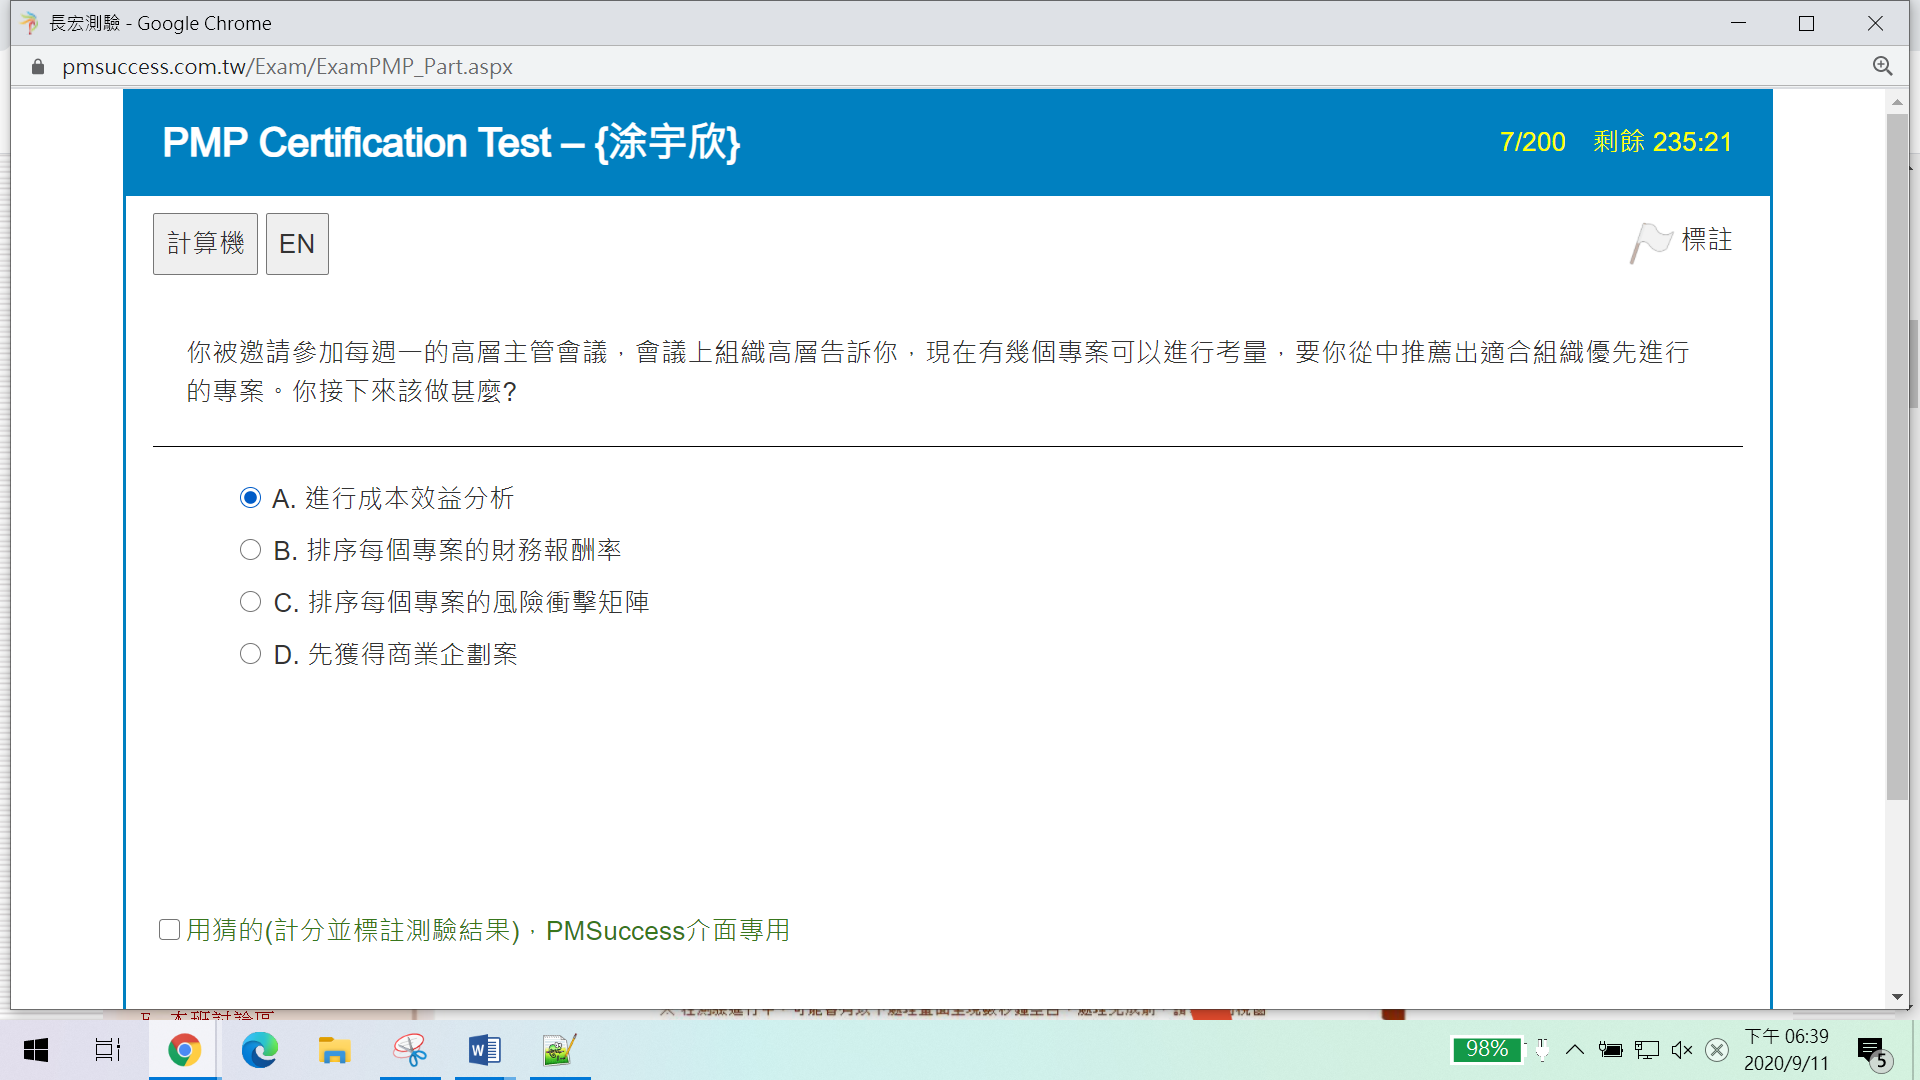 長宏測驗 - Google Chrome
pmsuccess.com.tw/Exam/ExamPMP_Part.aspx
PMP Certification Test – {涂宇欣}
7/200 剩餘 235:21
計算機 EN
標註
你被邀請參加每週一的高層主管會議，會議上組織高層告訴你，現在有幾個專案可以進行考量，要你從中推薦出適合組織優先進行
的專案。你接下來該做甚麼?
A. 進行成本效益分析
B. 排序每個專案的財務報酬率
C. 排序每個專案的風險衝擊矩陣
D. 先獲得商業企劃案
用猜的(計分並標註測驗結果)，PMSuccess介面專用
98%
下午 06:39
2020/9/11
5